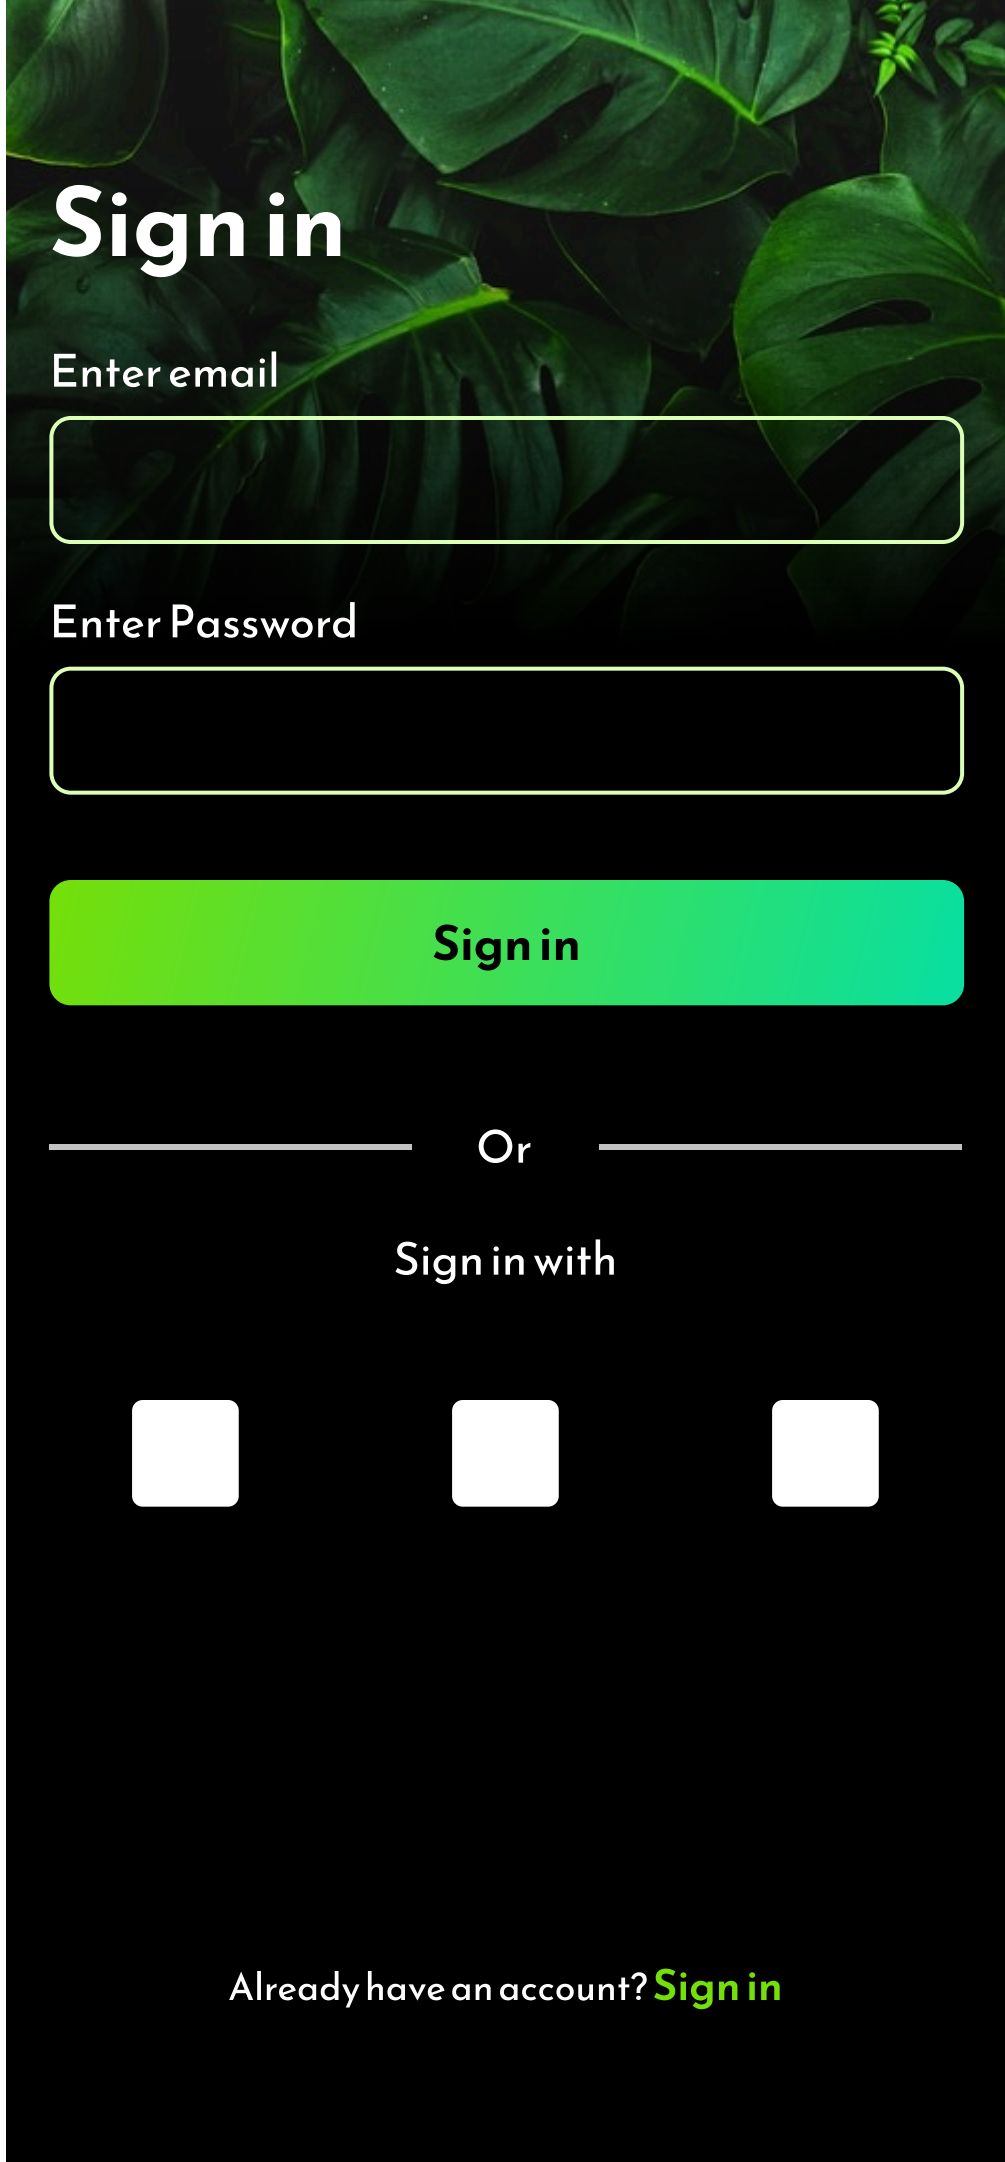 Sign in
Enter email
Enter Password
Sign in
Or
Sign in with
Already have an account? Sign in